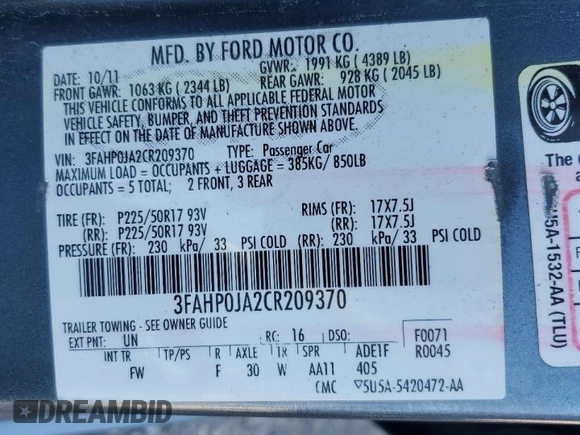 MFD. BY FORD MOTOR CO.
DATE: 10/11 GVWR: 1991 KG ( 4389 LB)
FRONT GAWR: 1063 KG ( 2344 LB) REAR GAWR: 928 KG ( 2045 LB)
THIS VEHICLE CONFORMS TO ALL APPLICABLE FEDERAL MOTOR
VEHICLE SAFETY, BUMPER, AND THEFT PREVENTION STANDARDS
IN EFFECT ON THE DATE OF MANUFACTURE SHOWN ABOVE.
VIN: 3FAHP0JA2CR209370 TYPE: Passenger Car
MAXIMUM LOAD = OCCUPANTS + LUGGAGE = 385KG/ 850LB
OCCUPANTS = 5 TOTAL; 2 FRONT, 3 REAR
TIRE (FR): P225/50R17 93V RIMS (FR): 17X7.5J
(RR): P225/50R17 93V (RR): 17X7.5J
PRESSURE (FR): 230 kPa/ 33 PSI COLD (RR): 230 kPa/ 33 PSI COLD
3FAHP0JA2CR209370
TRAILER TOWING - SEE OWNER GUIDE
EXT PNT: UN RC: 16 DSO: F0071
R0045
INT TR TP/PS R AXLE TR SPR ADE1F
FW F 30 W AA11 405
CMC ▽5U5A-5420472-AA
The
a
5U5A-1532-AA (TLU)
DREAMBID